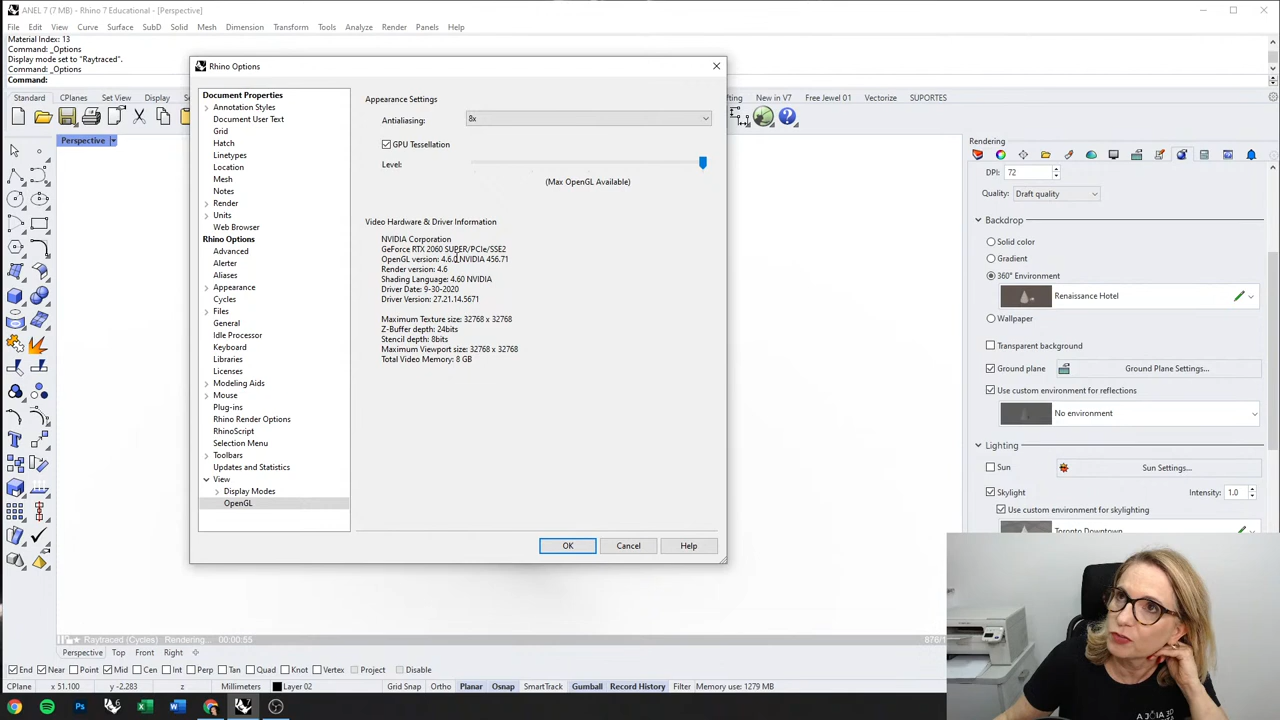 ANEL 7 (7 MB) - Rhino 7 Educational - [Perspective]
File Edit View Curve Surface SubD Solid Mesh Dimension Transform Tools Analyze Render Panels Help
Material Index: 13
Command: _Options
Display mode set to "Raytraced".
Command: _Options
Command:
Standard CPlanes Set View Display
New in V7 Free Jewel 01 Vectorize SUPORTES
Perspective
Rhino Options
Document Properties
Annotation Styles
Document User Text
Grid
Hatch
Linetypes
Location
Mesh
Notes
Render
Units
Web Browser
Rhino Options
Advanced
Alerter
Aliases
Appearance
Cycles
Files
General
Idle Processor
Keyboard
Libraries
Licenses
Modeling Aids
Mouse
Plug-ins
Rhino Render Options
RhinoScript
Selection Menu
Toolbars
Updates and Statistics
View
Display Modes
OpenGL
Appearance Settings
Antialiasing: 8x
GPU Tessellation
Level:
(Max OpenGL Available)
Video Hardware & Driver Information
NVIDIA Corporation
GeForce RTX 2060 SUPER/PCIe/SSE2
OpenGL version: 4.6.0 NVIDIA 456.71
Render version: 4.6
Shading Language: 4.60 NVIDIA
Driver Date: 9-30-2020
Driver Version: 27.21.14.5671
Maximum Texture size: 32768 x 32768
Z-Buffer depth: 24bits
Stencil depth: 8bits
Maximum Viewport size: 32768 x 32768
Total Video Memory: 8 GB
OK Cancel Help
Rendering
DPI: 72
Quality: Draft quality
Backdrop
Solid color
Gradient
360° Environment
Renaissance Hotel
Wallpaper
Transparent background
Ground plane Ground Plane Settings...
Use custom environment for reflections
No environment
Lighting
Sun Sun Settings...
Skylight Intensity: 1.0
Use custom environment for skylighting
Toronto Downtown
Raytraced (Cycles) Rendering... 00:00:55
Perspective Top Front Right
End Near Point Mid Cen Int Perp Tan Quad Knot Vertex Project Disable
CPlane x 51.100 y -2.283 z Millimeters Layer 02 Grid Snap Ortho Planar Osnap SmartTrack Gumball Record History Filter Memory use: 1279 MB